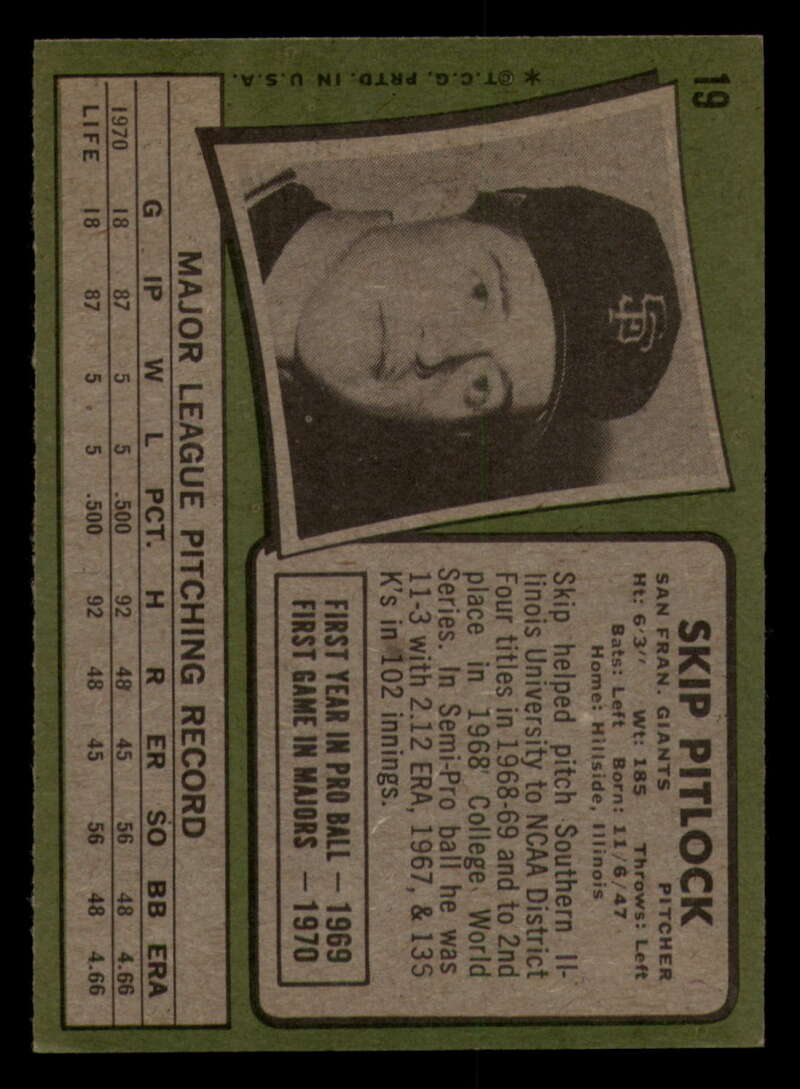 19
*©T.C.G. PRTD. IN U.S.A.
SF
SKIP PITLOCK
SAN FRAN. GIANTS PITCHER
Ht: 6'3" Wt: 185 Throws: Left
Bats: Left Born: 11/6/47
Home: Hillside, Illinois
Skip helped pitch Southern Il-
linois University to NCAA District
Four titles in 1968-69 and to 2nd
place in 1968 College World
Series. In Semi-Pro ball he was
11-3 with 2.12 ERA, 1967, & 136
K's in 102 innings.
FIRST YEAR IN PRO BALL — 1969
FIRST GAME IN MAJORS — 1970
MAJOR LEAGUE PITCHING RECORD
G IP W L PCT. H R ER SO BB ERA
1970 18 87 5 5 .500 92 48 45 56 48 4.66
LIFE 18 87 5 5 .500 92 48 45 56 48 4.66